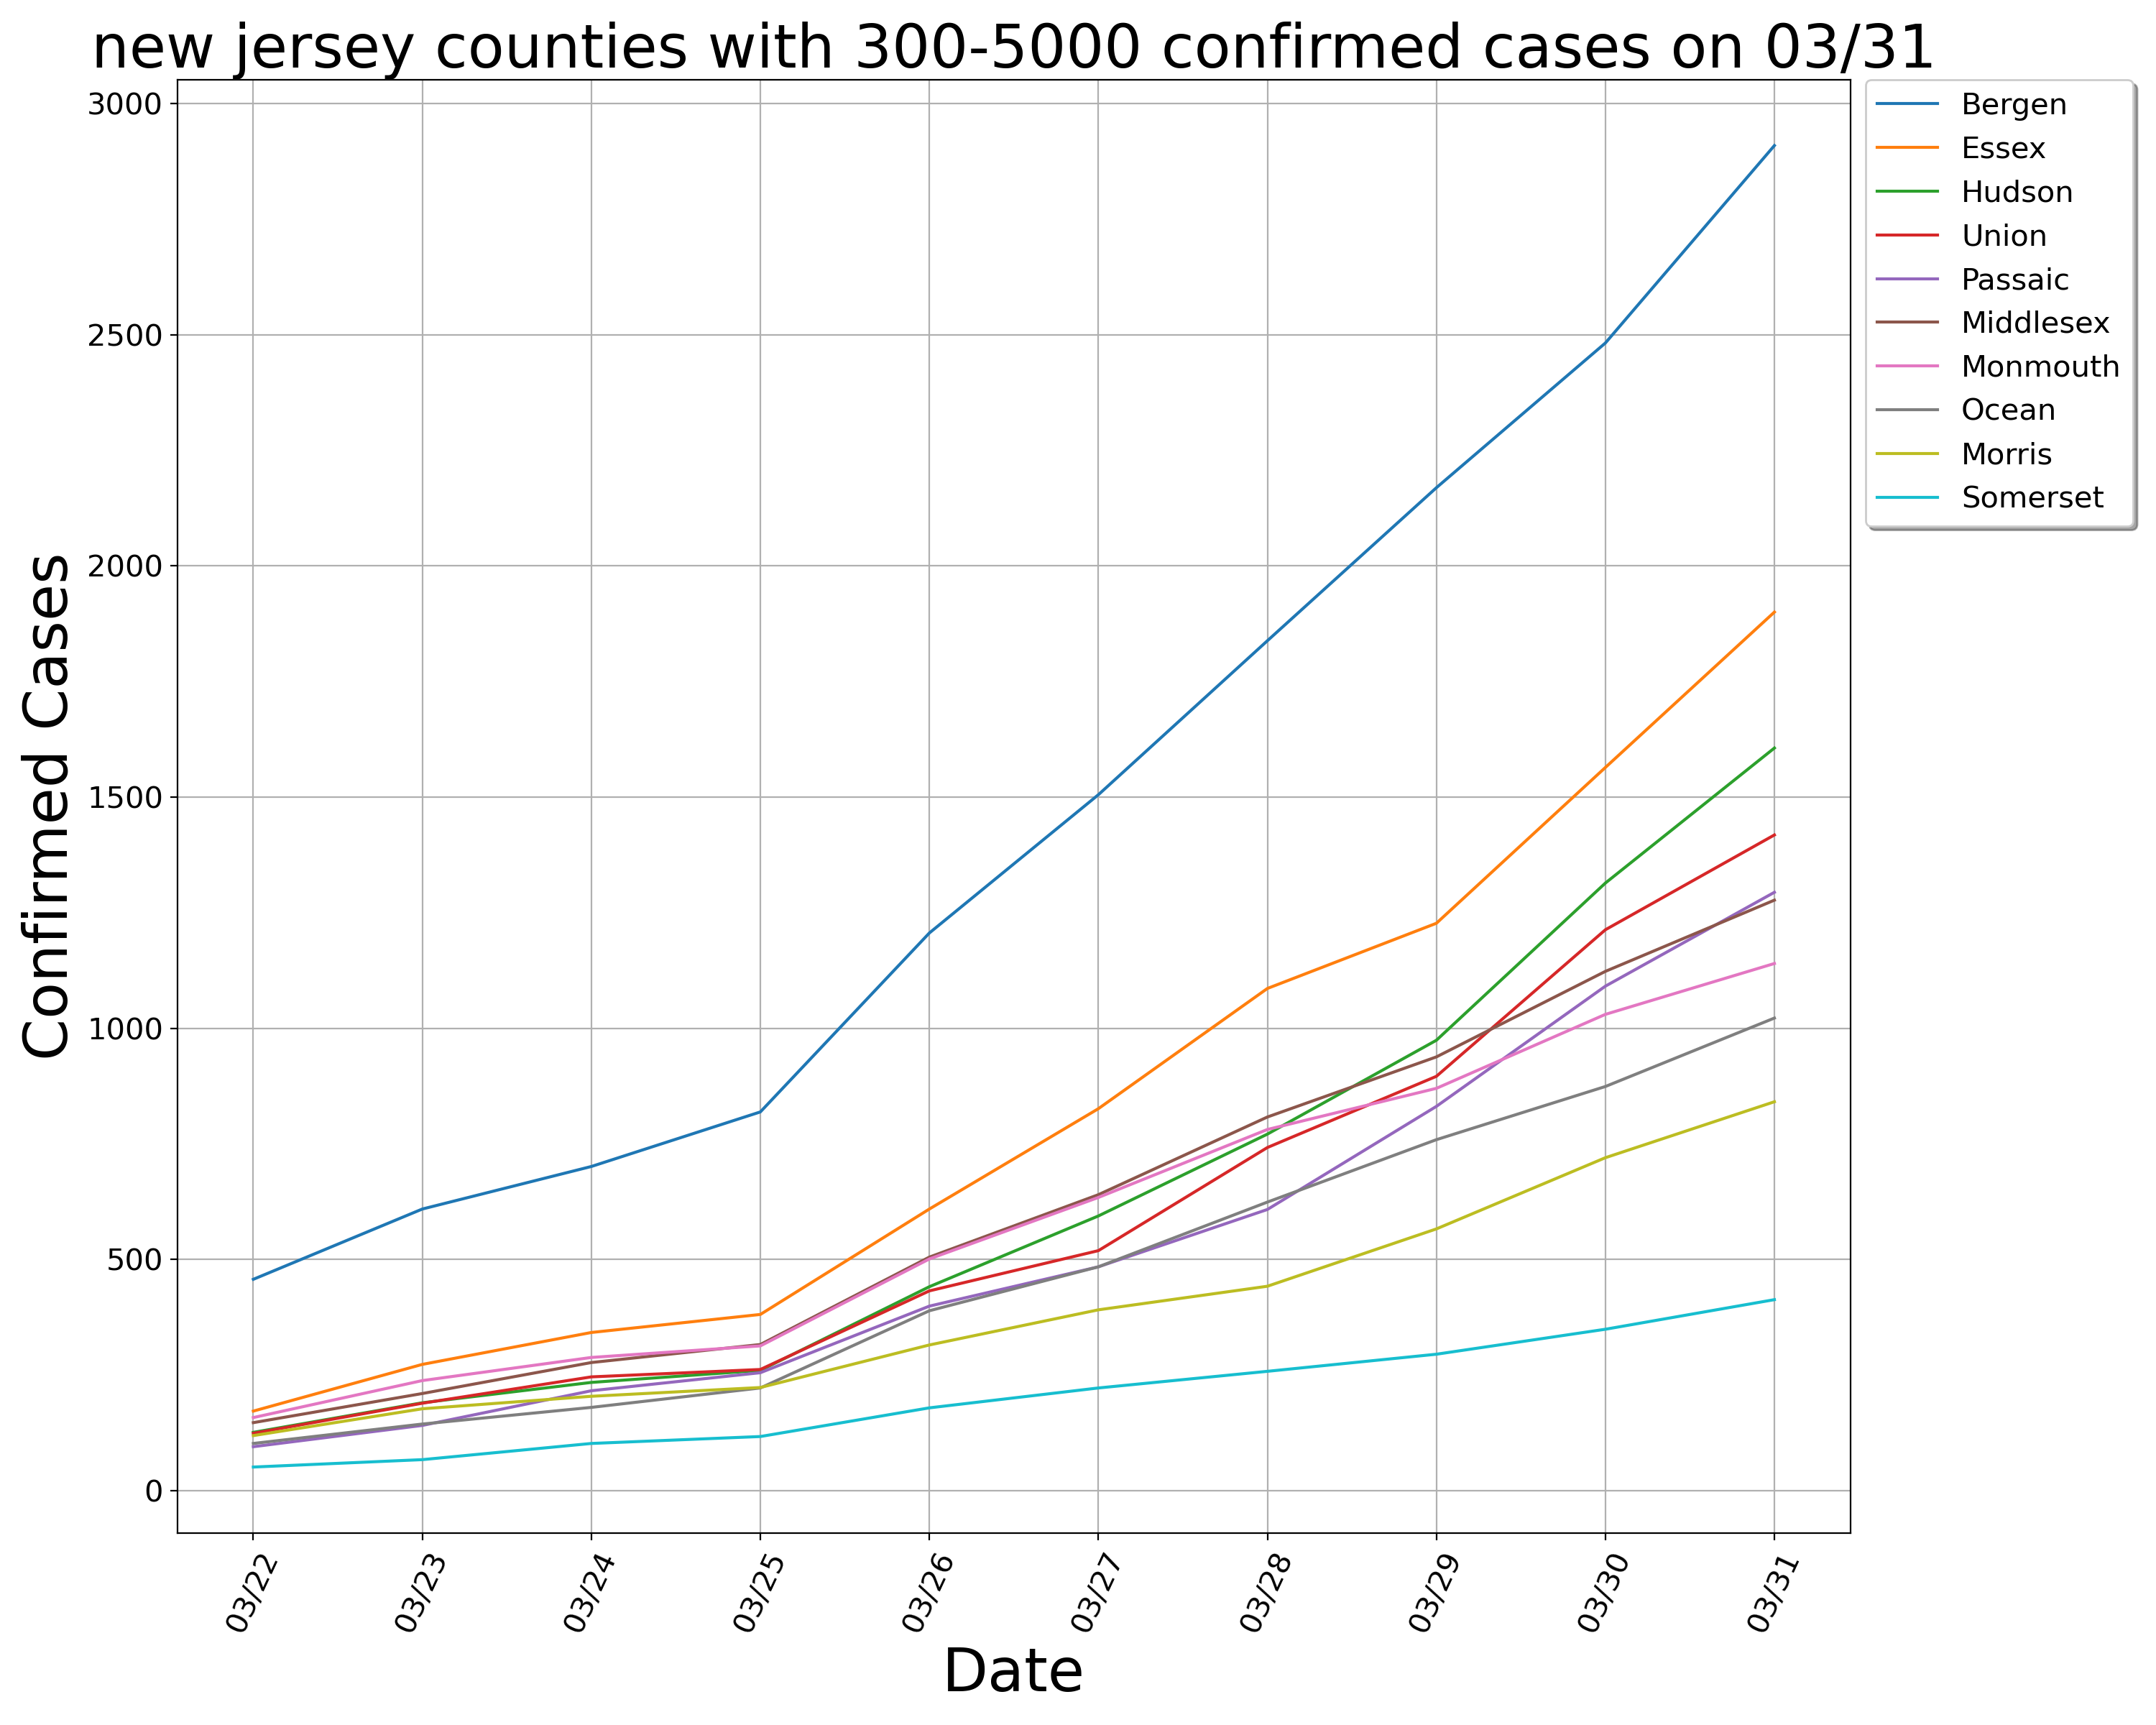 new jersey counties with 300-5000 confirmed cases on 03/31
3000
2500
2000
1500
1000
500
0
Confirmed Cases
03/22
03/23
03/24
03/25
03/26
03/27
03/28
03/29
03/30
03/31
Date
Bergen
Essex
Hudson
Union
Passaic
Middlesex
Monmouth
Ocean
Morris
Somerset